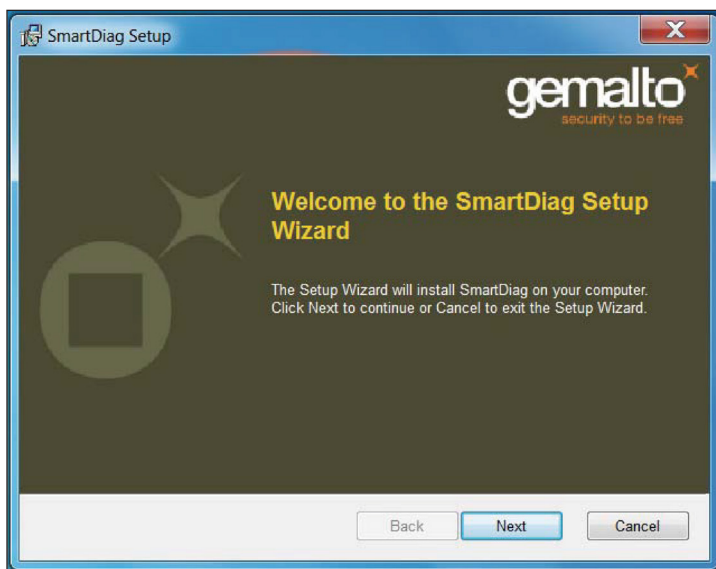 SmartDiag Setup
gemalto
security to be free
Welcome to the SmartDiag Setup
Wizard
The Setup Wizard will install SmartDiag on your computer.
Click Next to continue or Cancel to exit the Setup Wizard.
Back
Next
Cancel